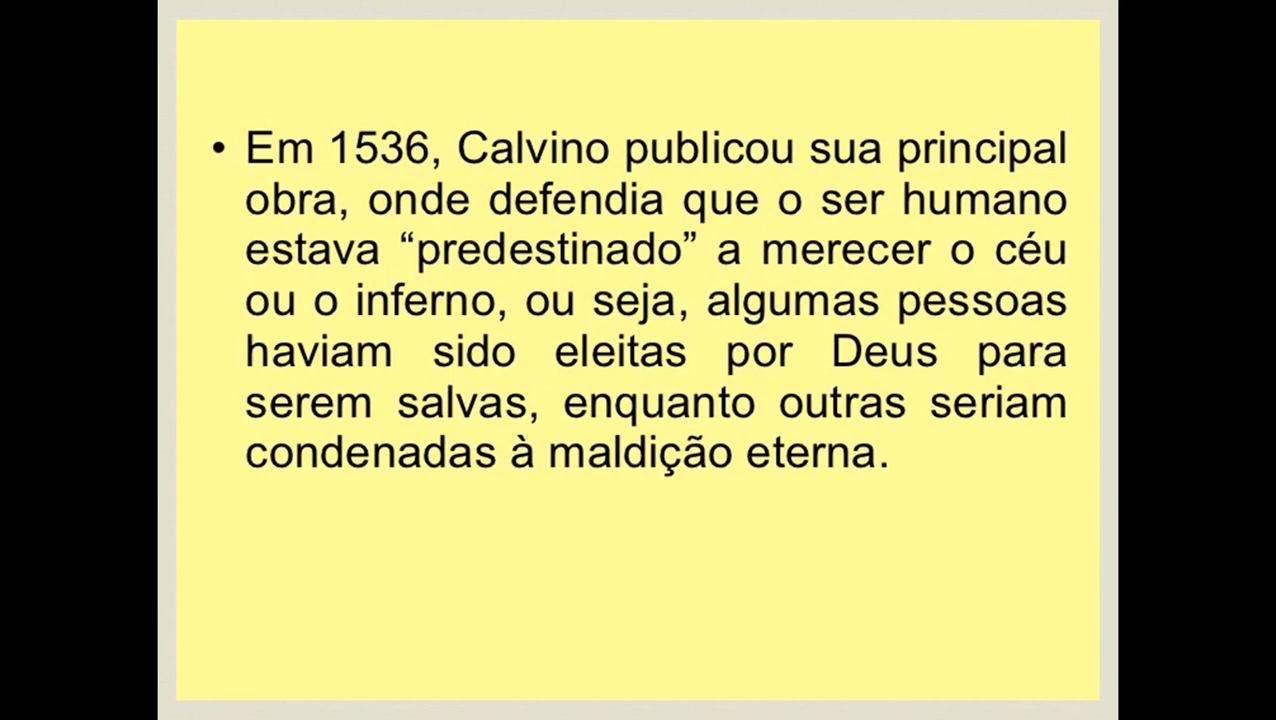 • Em 1536, Calvino publicou sua principal
obra, onde defendia que o ser humano
estava “predestinado” a merecer o céu
ou o inferno, ou seja, algumas pessoas
haviam sido eleitas por Deus para
serem salvas, enquanto outras seriam
condenadas à maldição eterna.